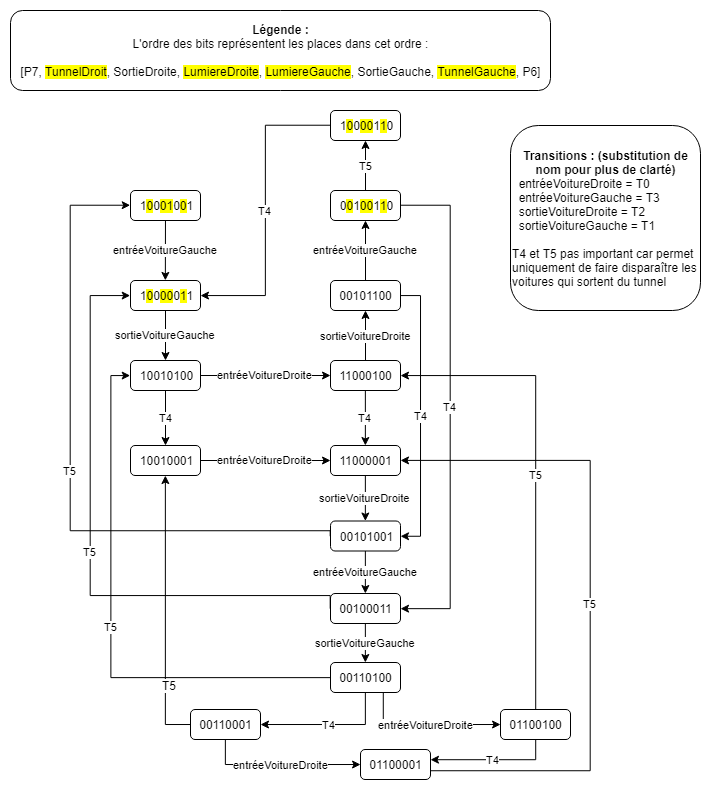 Légende :
L'ordre des bits représentent les places dans cet ordre :
[P7, TunnelDroit, SortieDroite, LumiereDroite, LumiereGauche, SortieGauche, TunnelGauche, P6]
10000110
Transitions : (substitution de
nom pour plus de clarté)
entréeVoitureDroite = T0
entréeVoitureGauche = T3
sortieVoitureDroite = T2
sortieVoitureGauche = T1
T4 et T5 pas important car permet
uniquement de faire disparaître les
voitures qui sortent du tunnel
T5
10001001
00100110
T4
entréeVoitureGauche
entréeVoitureGauche
10000011
00101100
sortieVoitureGauche
sortieVoitureDroite
10010100
entréeVoitureDroite
11000100
T4
T4
T4
T4
10010001
entréeVoitureDroite
11000001
T5
T5
sortieVoitureDroite
00101001
T5
entréeVoitureGauche
00100011
T5
T5
sortieVoitureGauche
00110100
T5
00110001
T4
entréeVoitureDroite
01100100
entréeVoitureDroite
01100001
T4